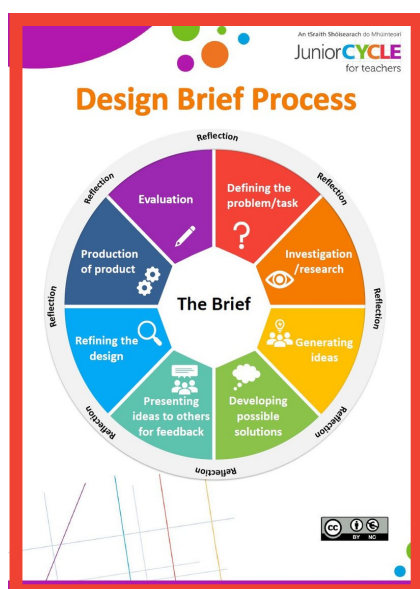 An tSraith Shóisearach do Mhúinteoirí
JuniorCYCLE
for teachers
Design Brief Process
Reflection
Reflection
Reflection
Reflection
Reflection
Reflection
Reflection
Reflection
Defining the
problem/task
Investigation
/research
Generating
ideas
Developing
possible
solutions
Presenting
ideas to others
for feedback
Refining the
design
Production
of product
Evaluation
The Brief
cc
BY NC